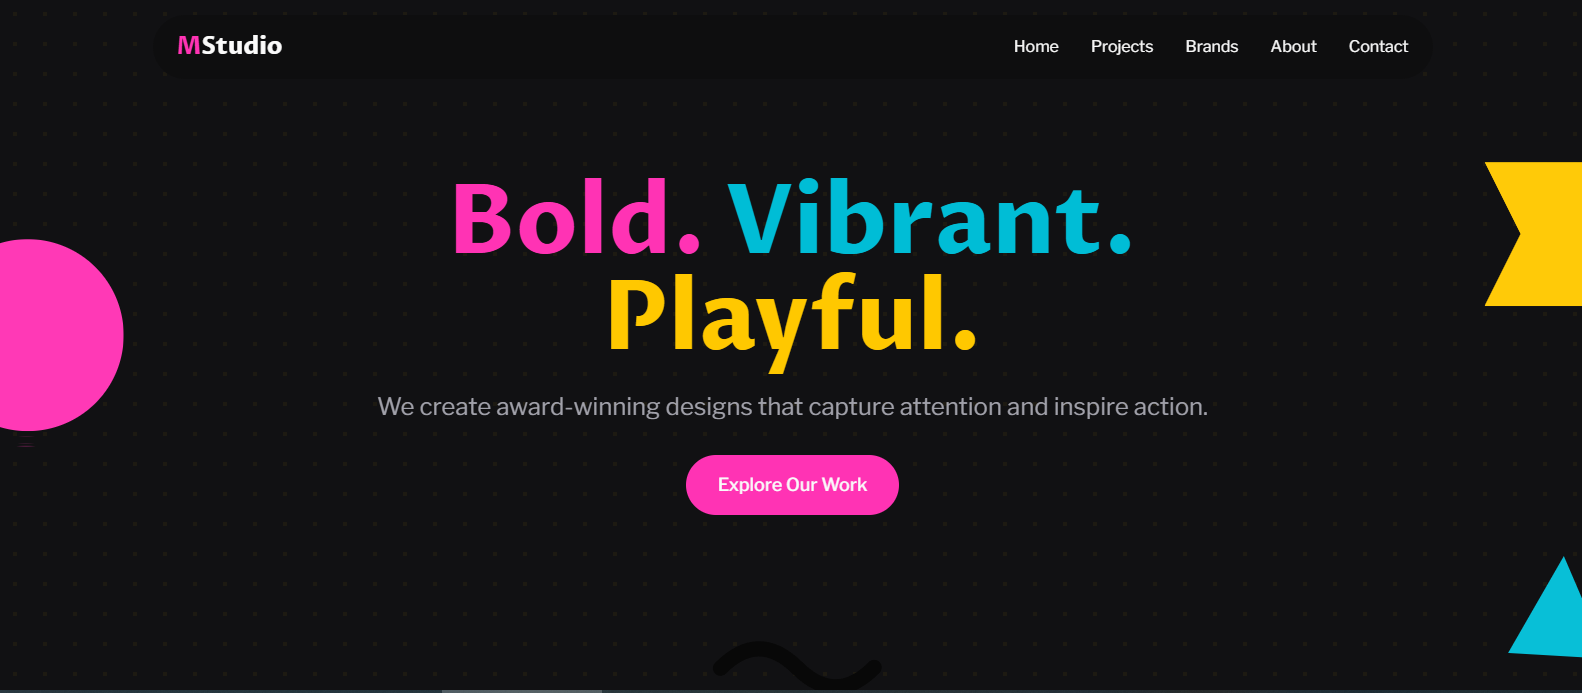 MStudio
Home Projects Brands About Contact
Bold. Vibrant.
Playful.
We create award-winning designs that capture attention and inspire action.
Explore Our Work